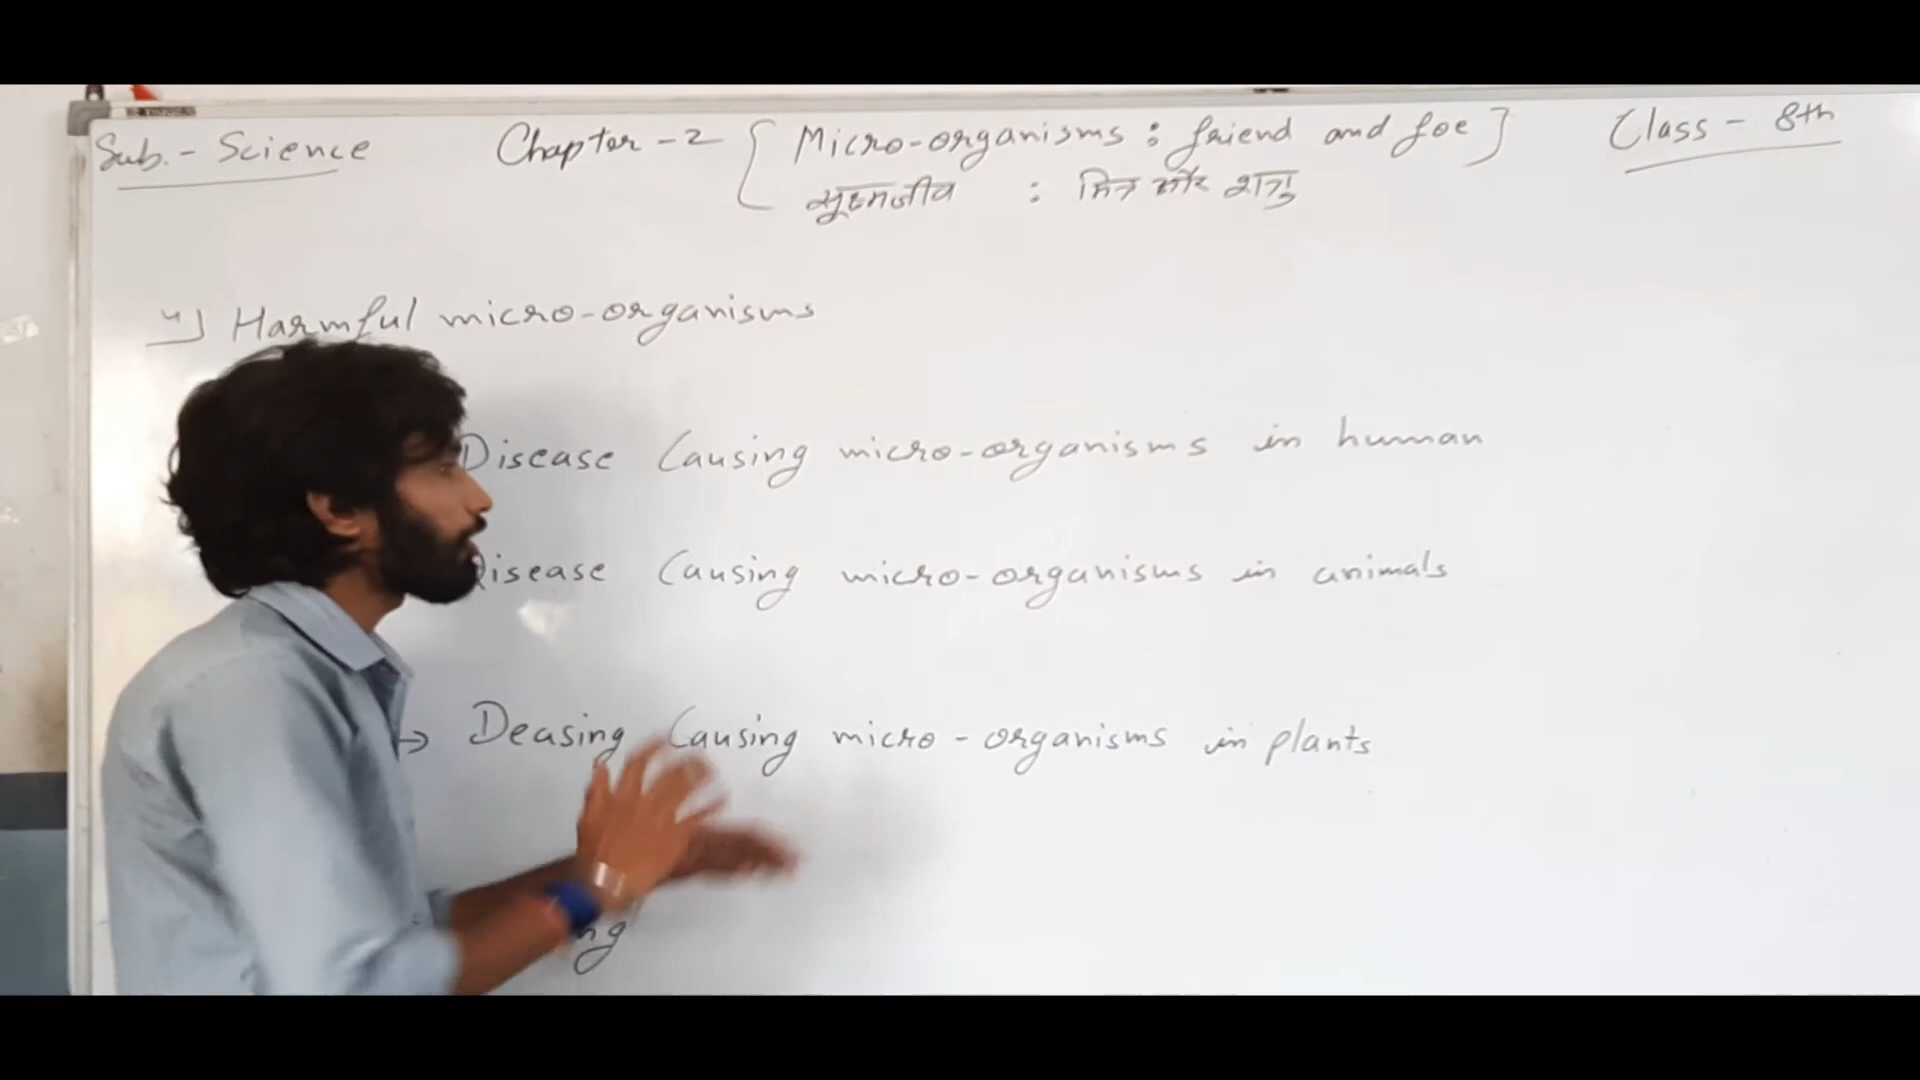 Sub. - Science Chapter - 2 { Micro-organisms : friend and foe } Class - 8th
सूक्ष्मजीव : मित्र और शत्रु
4) Harmful micro-organisms
Disease Causing micro-organisms in human
Disease Causing micro-organisms in animals
→ Deasing Causing micro-organisms in plants